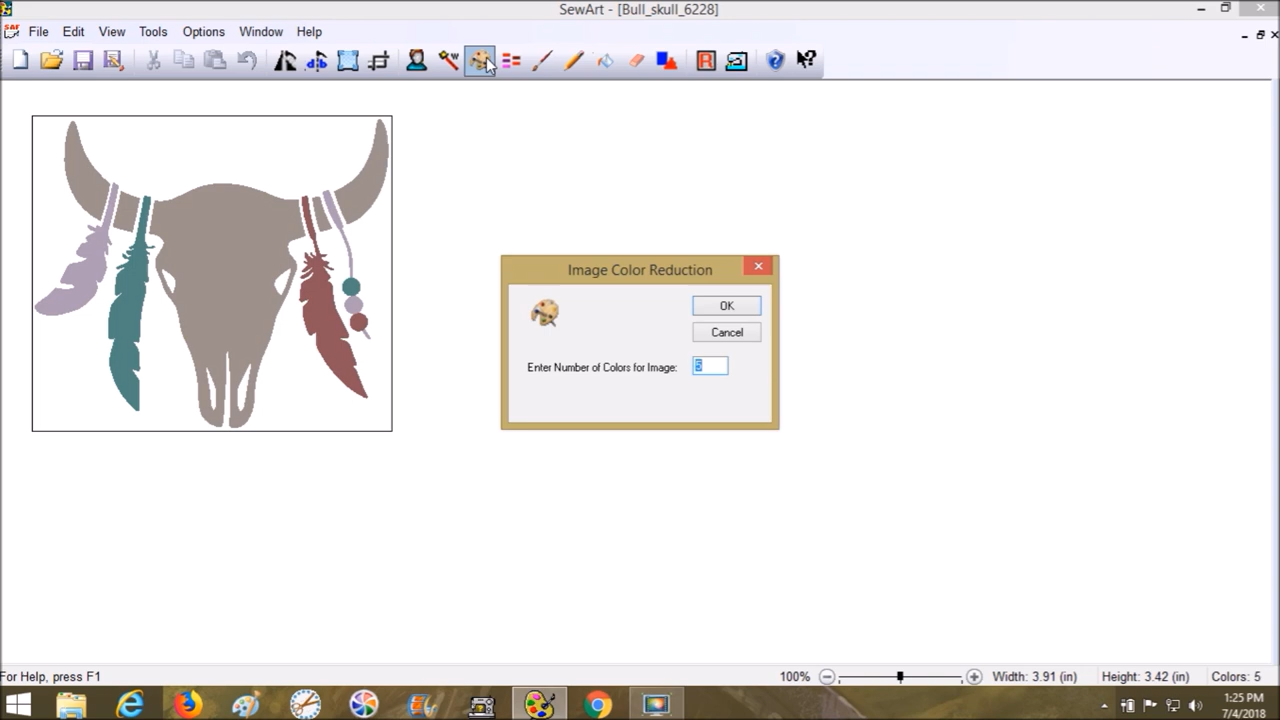 SewArt - [Bull_skull_6228]
File Edit View Tools Options Window Help
R
Image Color Reduction
OK
Cancel
Enter Number of Colors for Image: 5
For Help, press F1
100%
Width: 3.91 (in)
Height: 3.42 (in)
Colors: 5
1:25 PM
7/4/2018